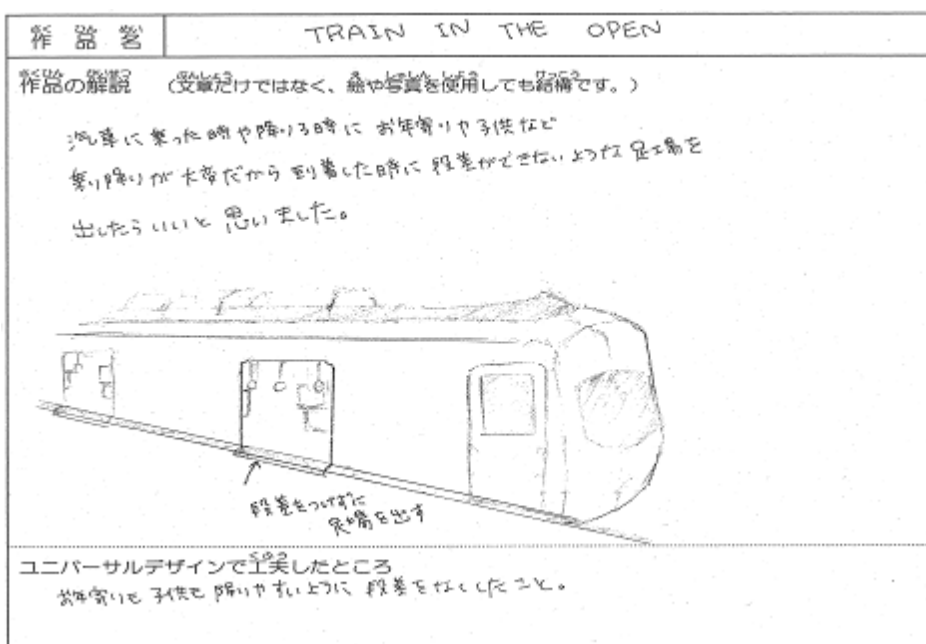 作品名 TRAIN IN THE OPEN
作品の解説 (文章だけではなく、絵や写真を使用しても結構です。)
汽車に乗った時や降りる時に お年寄りや子供など
乗り降りが大変だから 到着した時に 段差ができないような 足場を
出したらいいと思いました。
段差をつけずに
足場を出す
ユニバーサルデザインで工夫したところ
お年寄りも子供も降りやすいように 段差をなくしたこと。